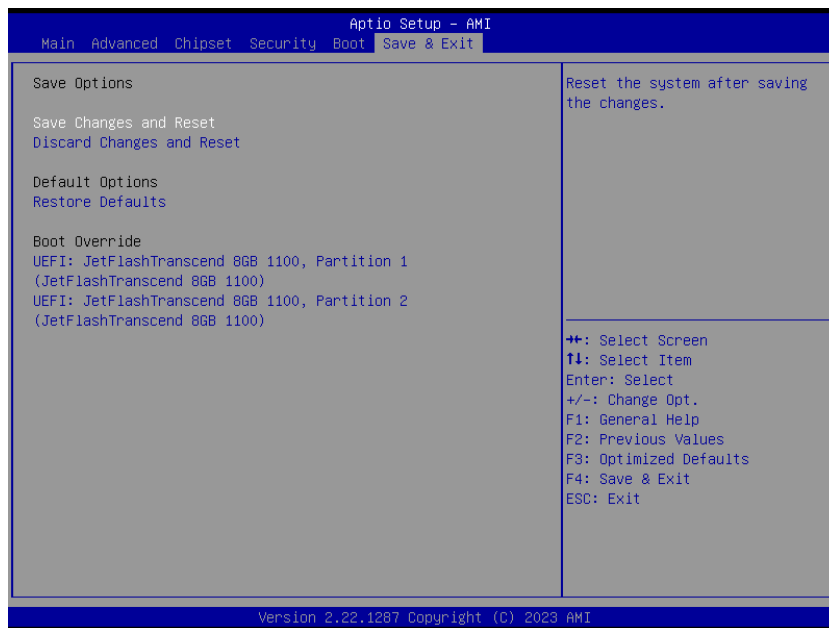 Aptio Setup – AMI
Main Advanced Chipset Security Boot Save & Exit
Save Options
Save Changes and Reset
Discard Changes and Reset
Default Options
Restore Defaults
Boot Override
UEFI: JetFlashTranscend 8GB 1100, Partition 1
(JetFlashTranscend 8GB 1100)
UEFI: JetFlashTranscend 8GB 1100, Partition 2
(JetFlashTranscend 8GB 1100)
Reset the system after saving
the changes.
→←: Select Screen
↑↓: Select Item
Enter: Select
+/-: Change Opt.
F1: General Help
F2: Previous Values
F3: Optimized Defaults
F4: Save & Exit
ESC: Exit
Version 2.22.1287 Copyright (C) 2023 AMI